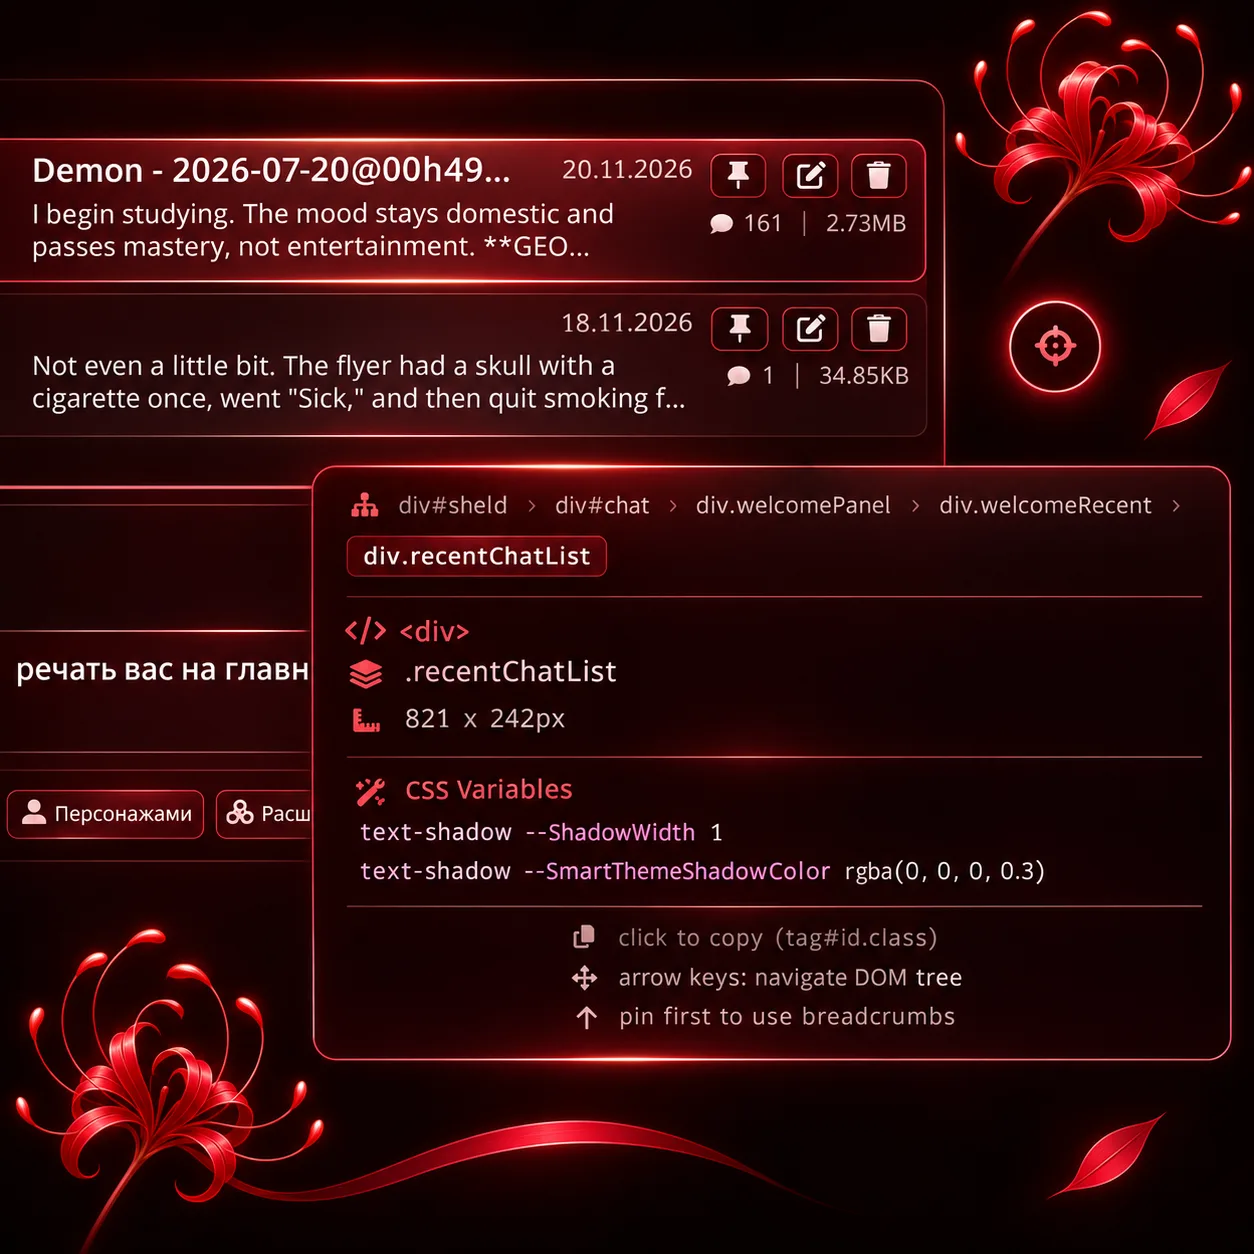 Demon - 2026-07-20@00h49... 20.11.2026
I begin studying. The mood stays domestic and
passes mastery, not entertainment. **GEO...
161 | 2.73MB
18.11.2026
Not even a little bit. The flyer had a skull with a
cigarette once, went "Sick," and then quit smoking f...
1 | 34.85KB
div#sheld > div#chat > div.welcomePanel > div.welcomeRecent >
div.recentChatList
</> <div>
.recentChatList
821 x 242px
CSS Variables
text-shadow --ShadowWidth 1
text-shadow --SmartThemeShadowColor rgba(0, 0, 0, 0.3)
click to copy (tag#id.class)
arrow keys: navigate DOM tree
pin first to use breadcrumbs
речать вас на главн
Персонажами
Расш